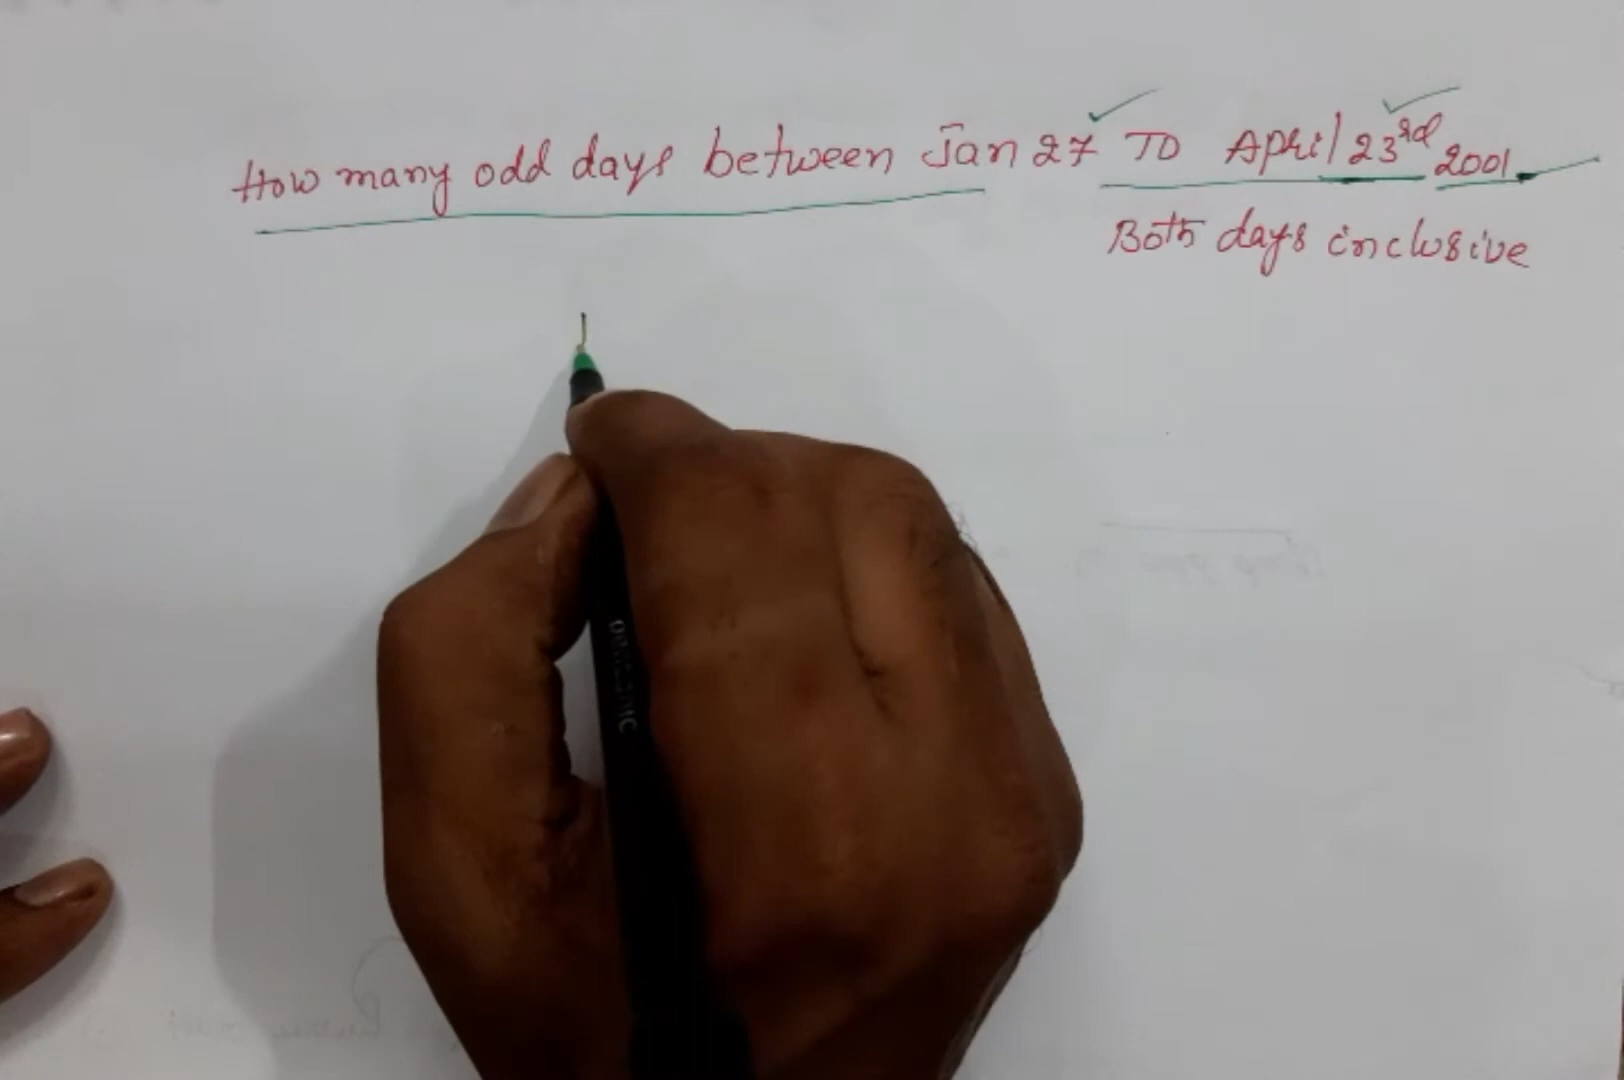 How many odd days between Jan 27 TO April 23rd 2001.
Both days inclusive